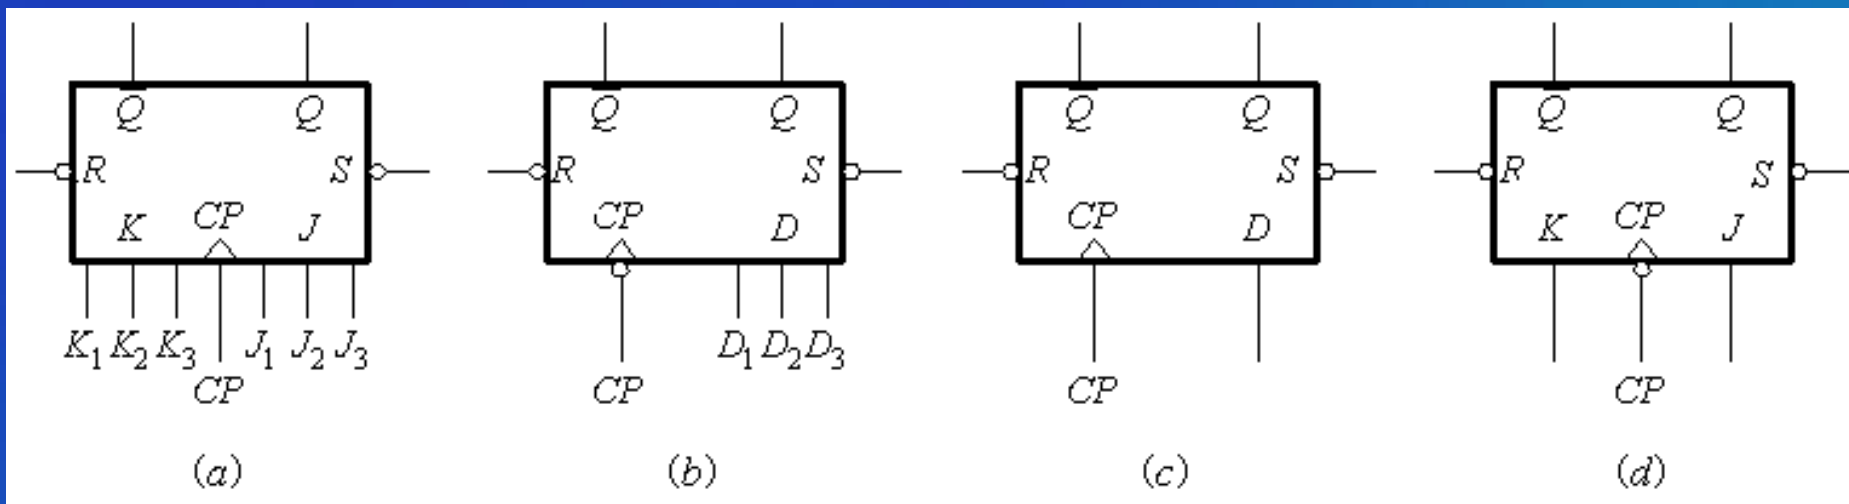 Q̅ Q Q̅ Q Q̅ Q Q̅ Q
R S R S R S R S
K CP J CP D CP D K CP J
K₁ K₂ K₃ J₁ J₂ J₃ D₁ D₂ D₃
CP CP CP CP
(a) (b) (c) (d)